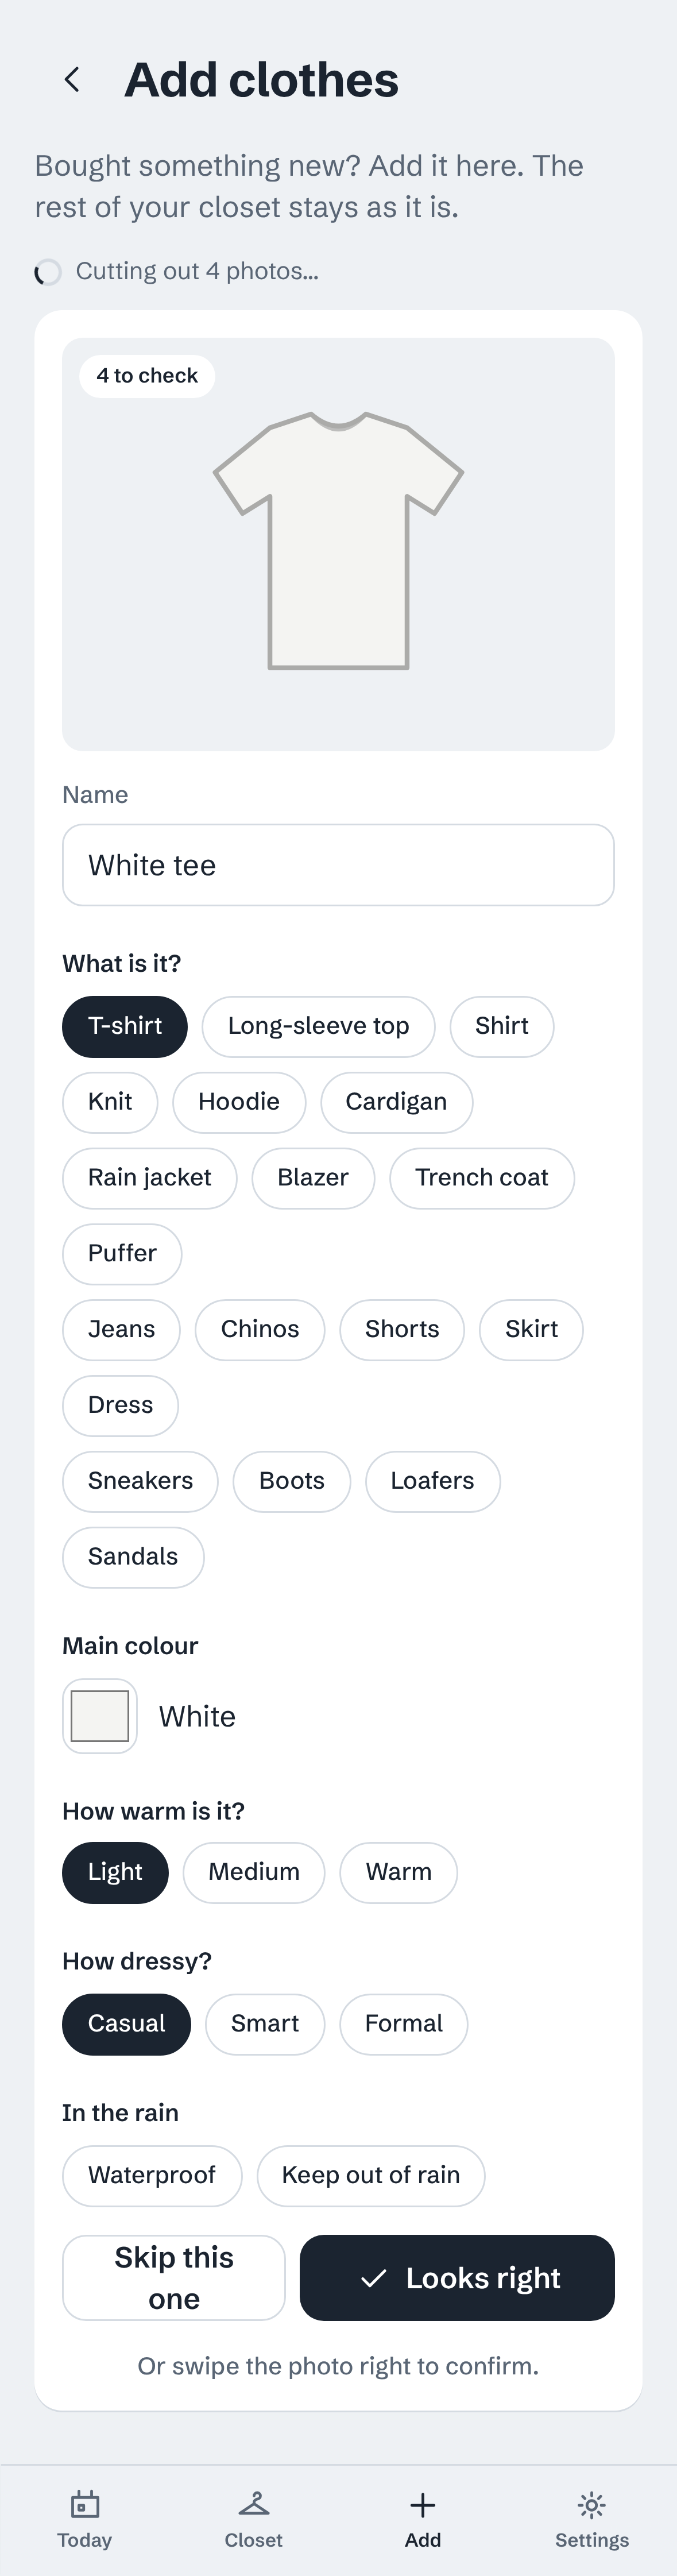 Add clothes
Bought something new? Add it here. The
rest of your closet stays as it is.
Cutting out 4 photos...
4 to check
Name
White tee
What is it?
T-shirt Long-sleeve top Shirt
Knit Hoodie Cardigan
Rain jacket Blazer Trench coat
Puffer
Jeans Chinos Shorts Skirt
Dress
Sneakers Boots Loafers
Sandals
Main colour
White
How warm is it?
Light Medium Warm
How dressy?
Casual Smart Formal
In the rain
Waterproof Keep out of rain
Skip this
one
Looks right
Or swipe the photo right to confirm.
Today Closet Add Settings